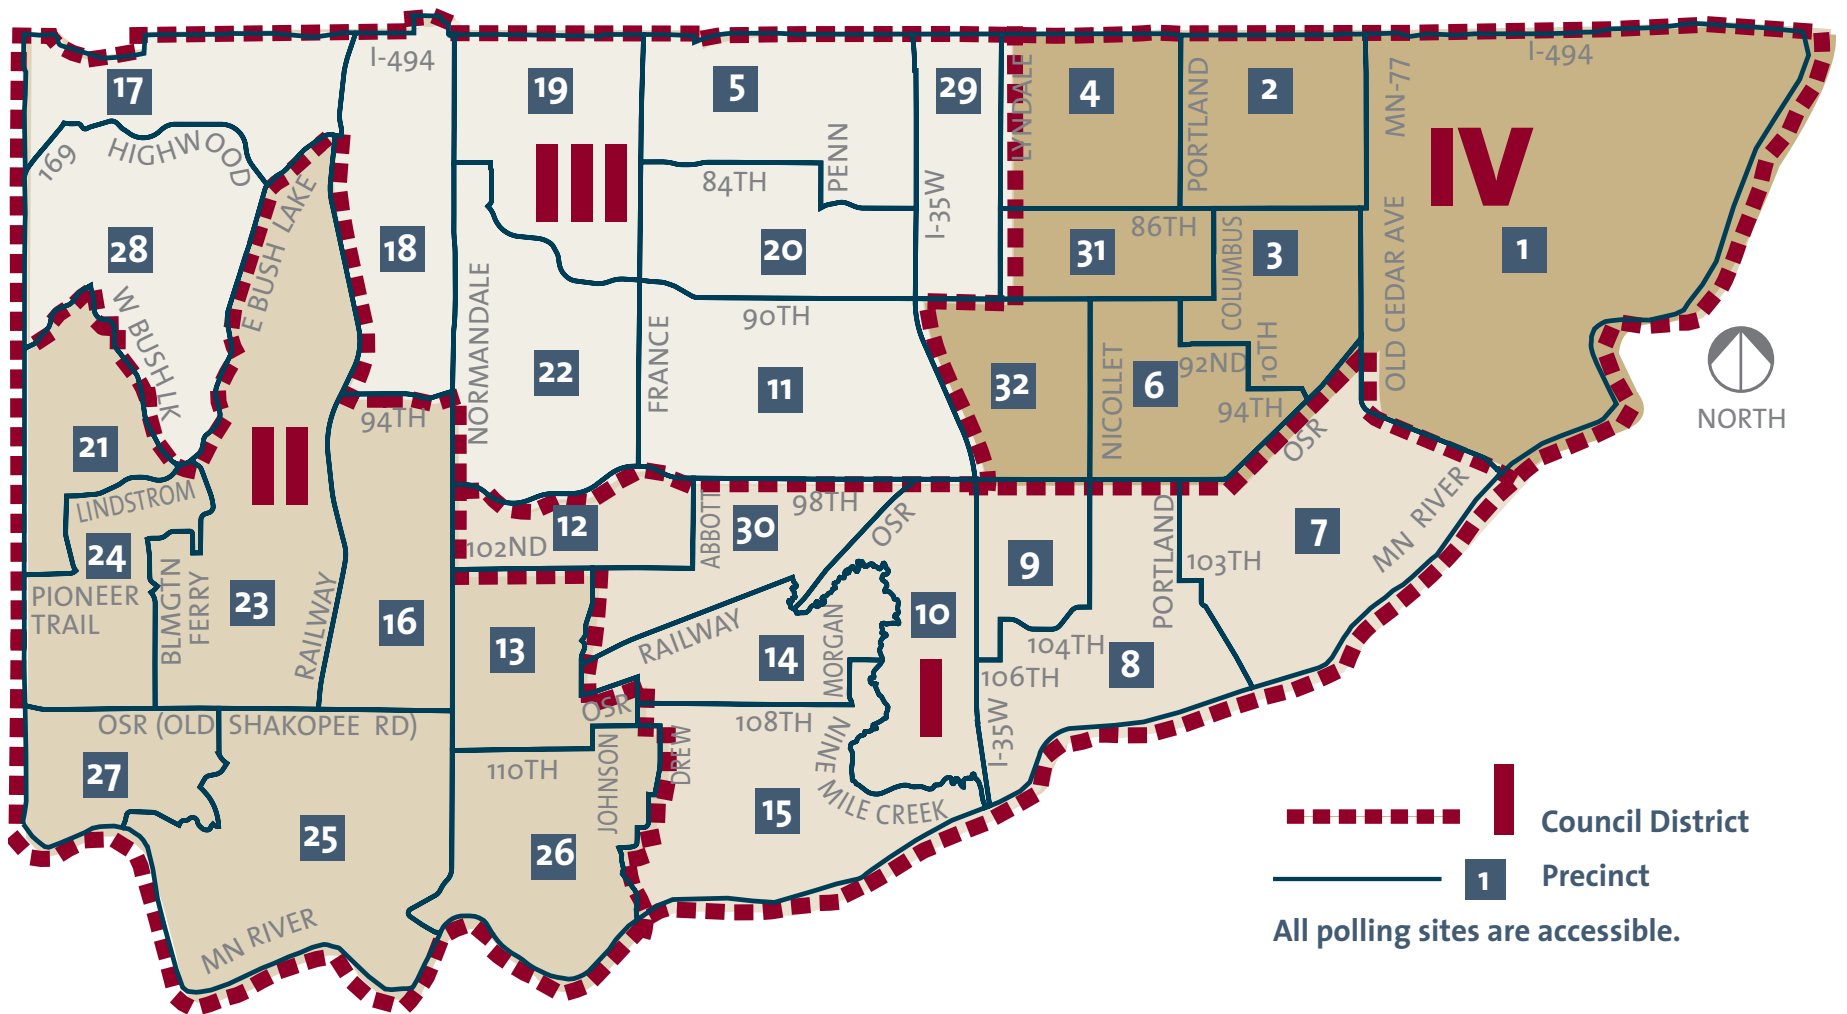 I-494
I-494
17
19
5
29
4
2
LYNDALE
PORTLAND
MN-77
IV
169
HIGHWOOD
III
84TH
PENN
I-35W
28
18
20
31
86TH
COLUMBUS
3
1
E BUSH LAKE
W BUSH LK
NORMANDALE
FRANCE
90TH
OLD CEDAR AVE
10TH
92ND
22
11
32
NICOLLET
6
94TH
OSR
NORTH
94TH
21
II
LINDSTROM
98TH
OSR
ABBOTT
30
12
102ND
PORTLAND
7
MN RIVER
24
BLMGTN
FERRY
9
103TH
PIONEER
TRAIL
23
RAILWAY
16
13
RAILWAY
14
MORGAN
10
I
104TH
106TH
8
OSR (OLD SHAKOPEE RD)
OSR
108TH
DREW
NINE
MILE CREEK
I-35W
27
110TH
JOHNSON
15
25
26
MN RIVER
I Council District
1 Precinct
All polling sites are accessible.